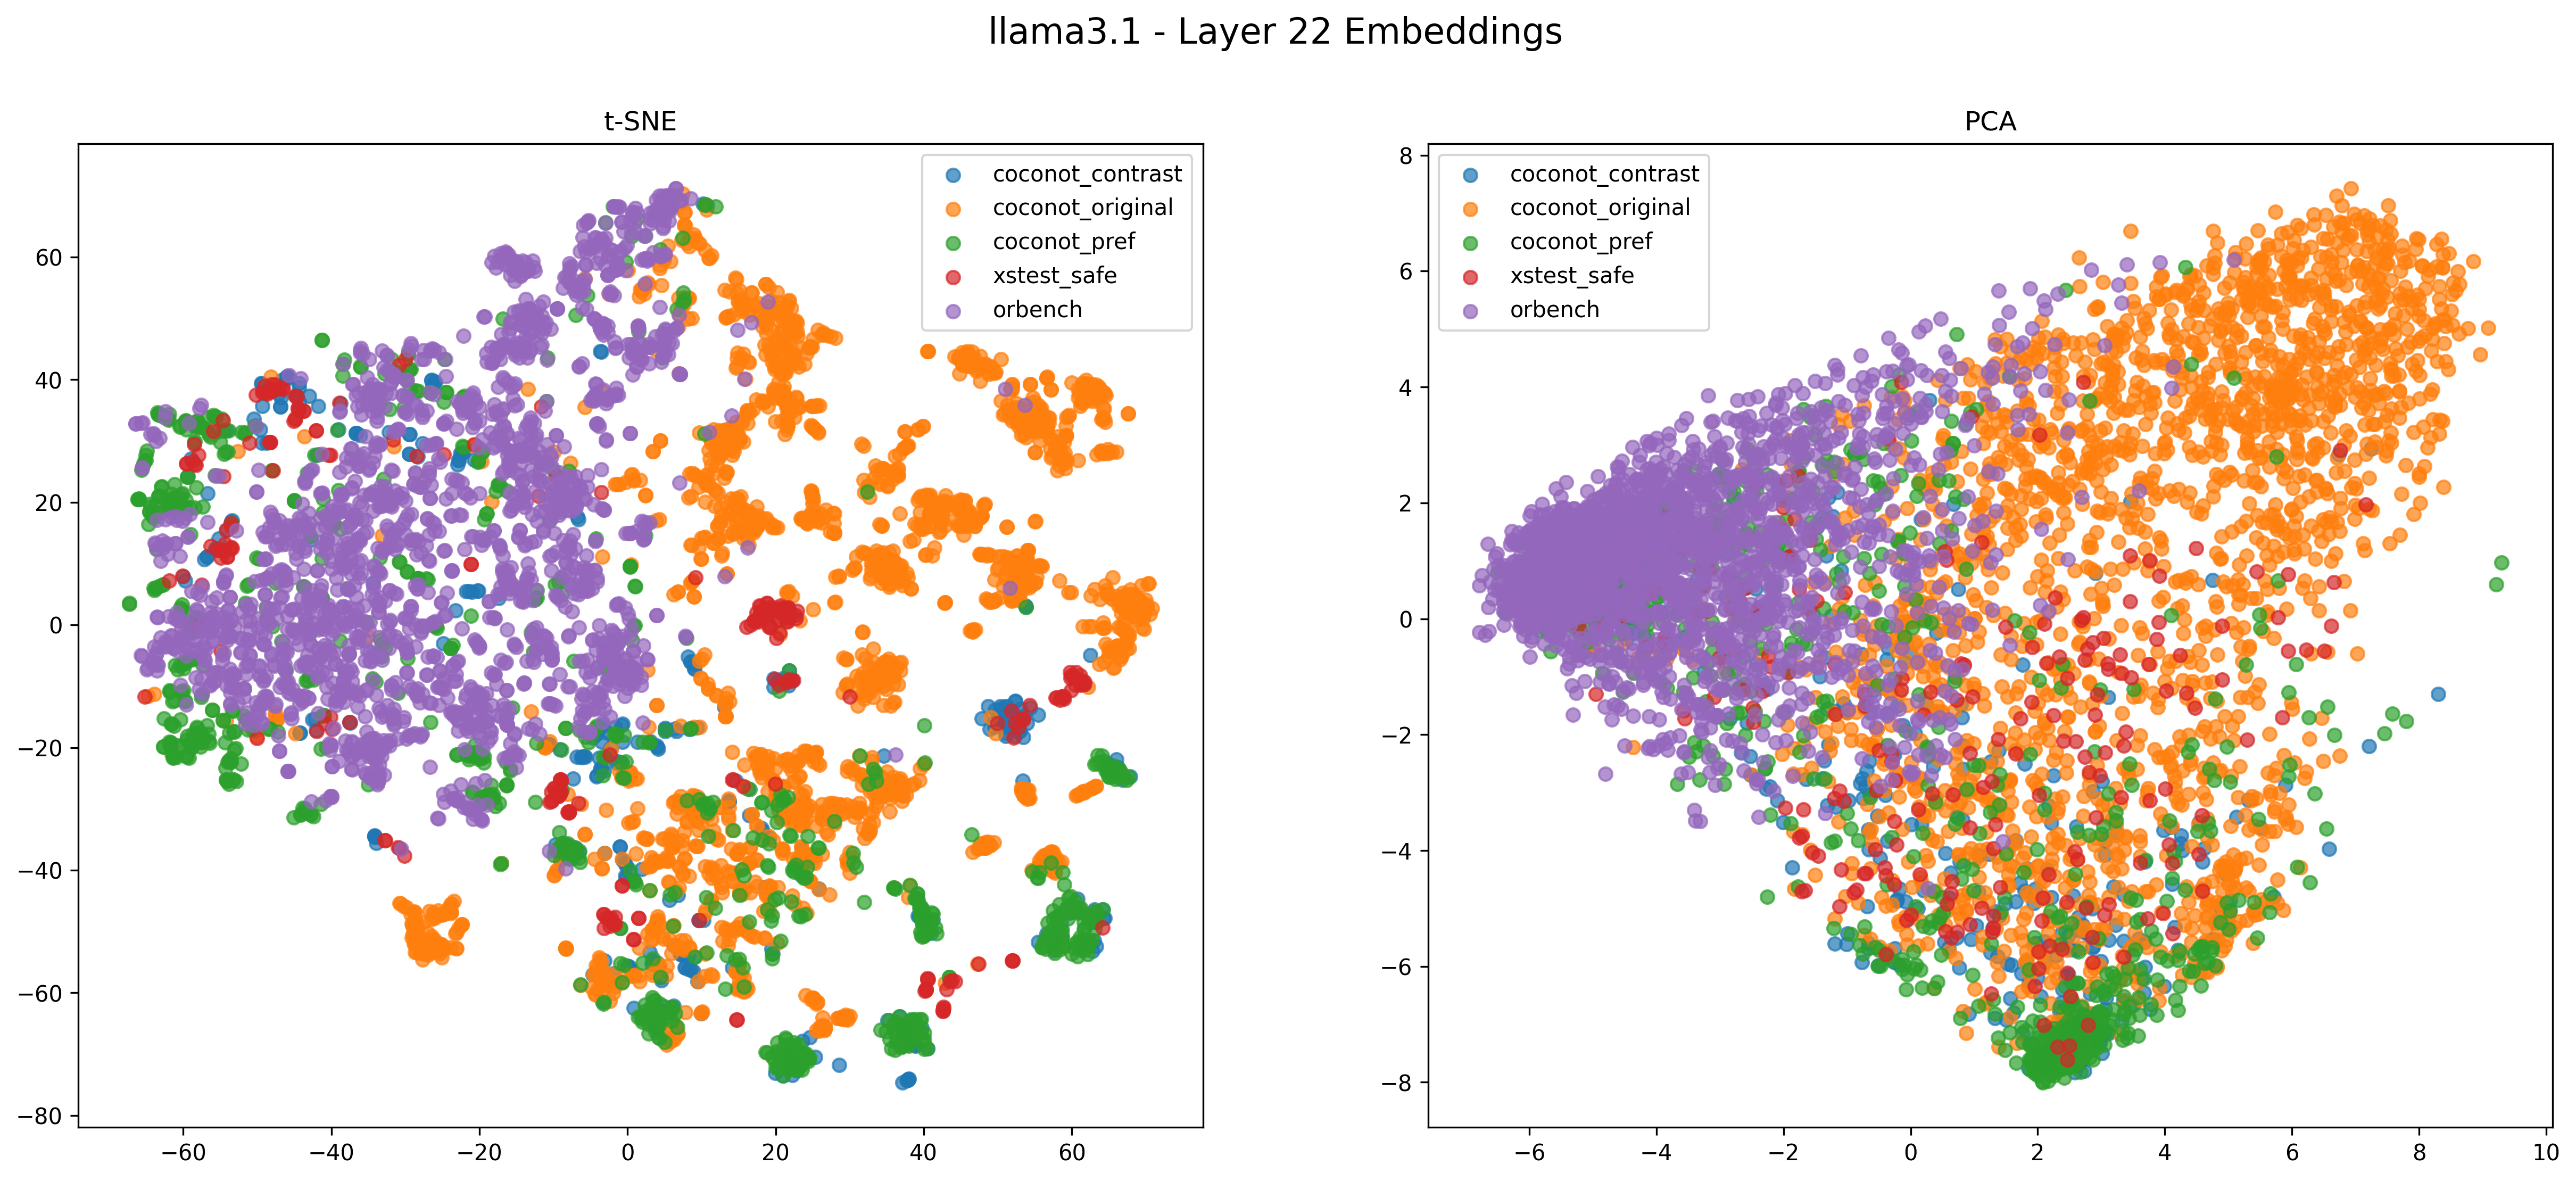 llama3.1 - Layer 22 Embeddings
t-SNE
coconot_contrast
coconot_original
coconot_pref
xstest_safe
orbench
60
40
20
0
−20
−40
−60
−80
−60
−40
−20
0
20
40
60
PCA
coconot_contrast
coconot_original
coconot_pref
xstest_safe
orbench
8
6
4
2
0
−2
−4
−6
−8
−6
−4
−2
0
2
4
6
8
10